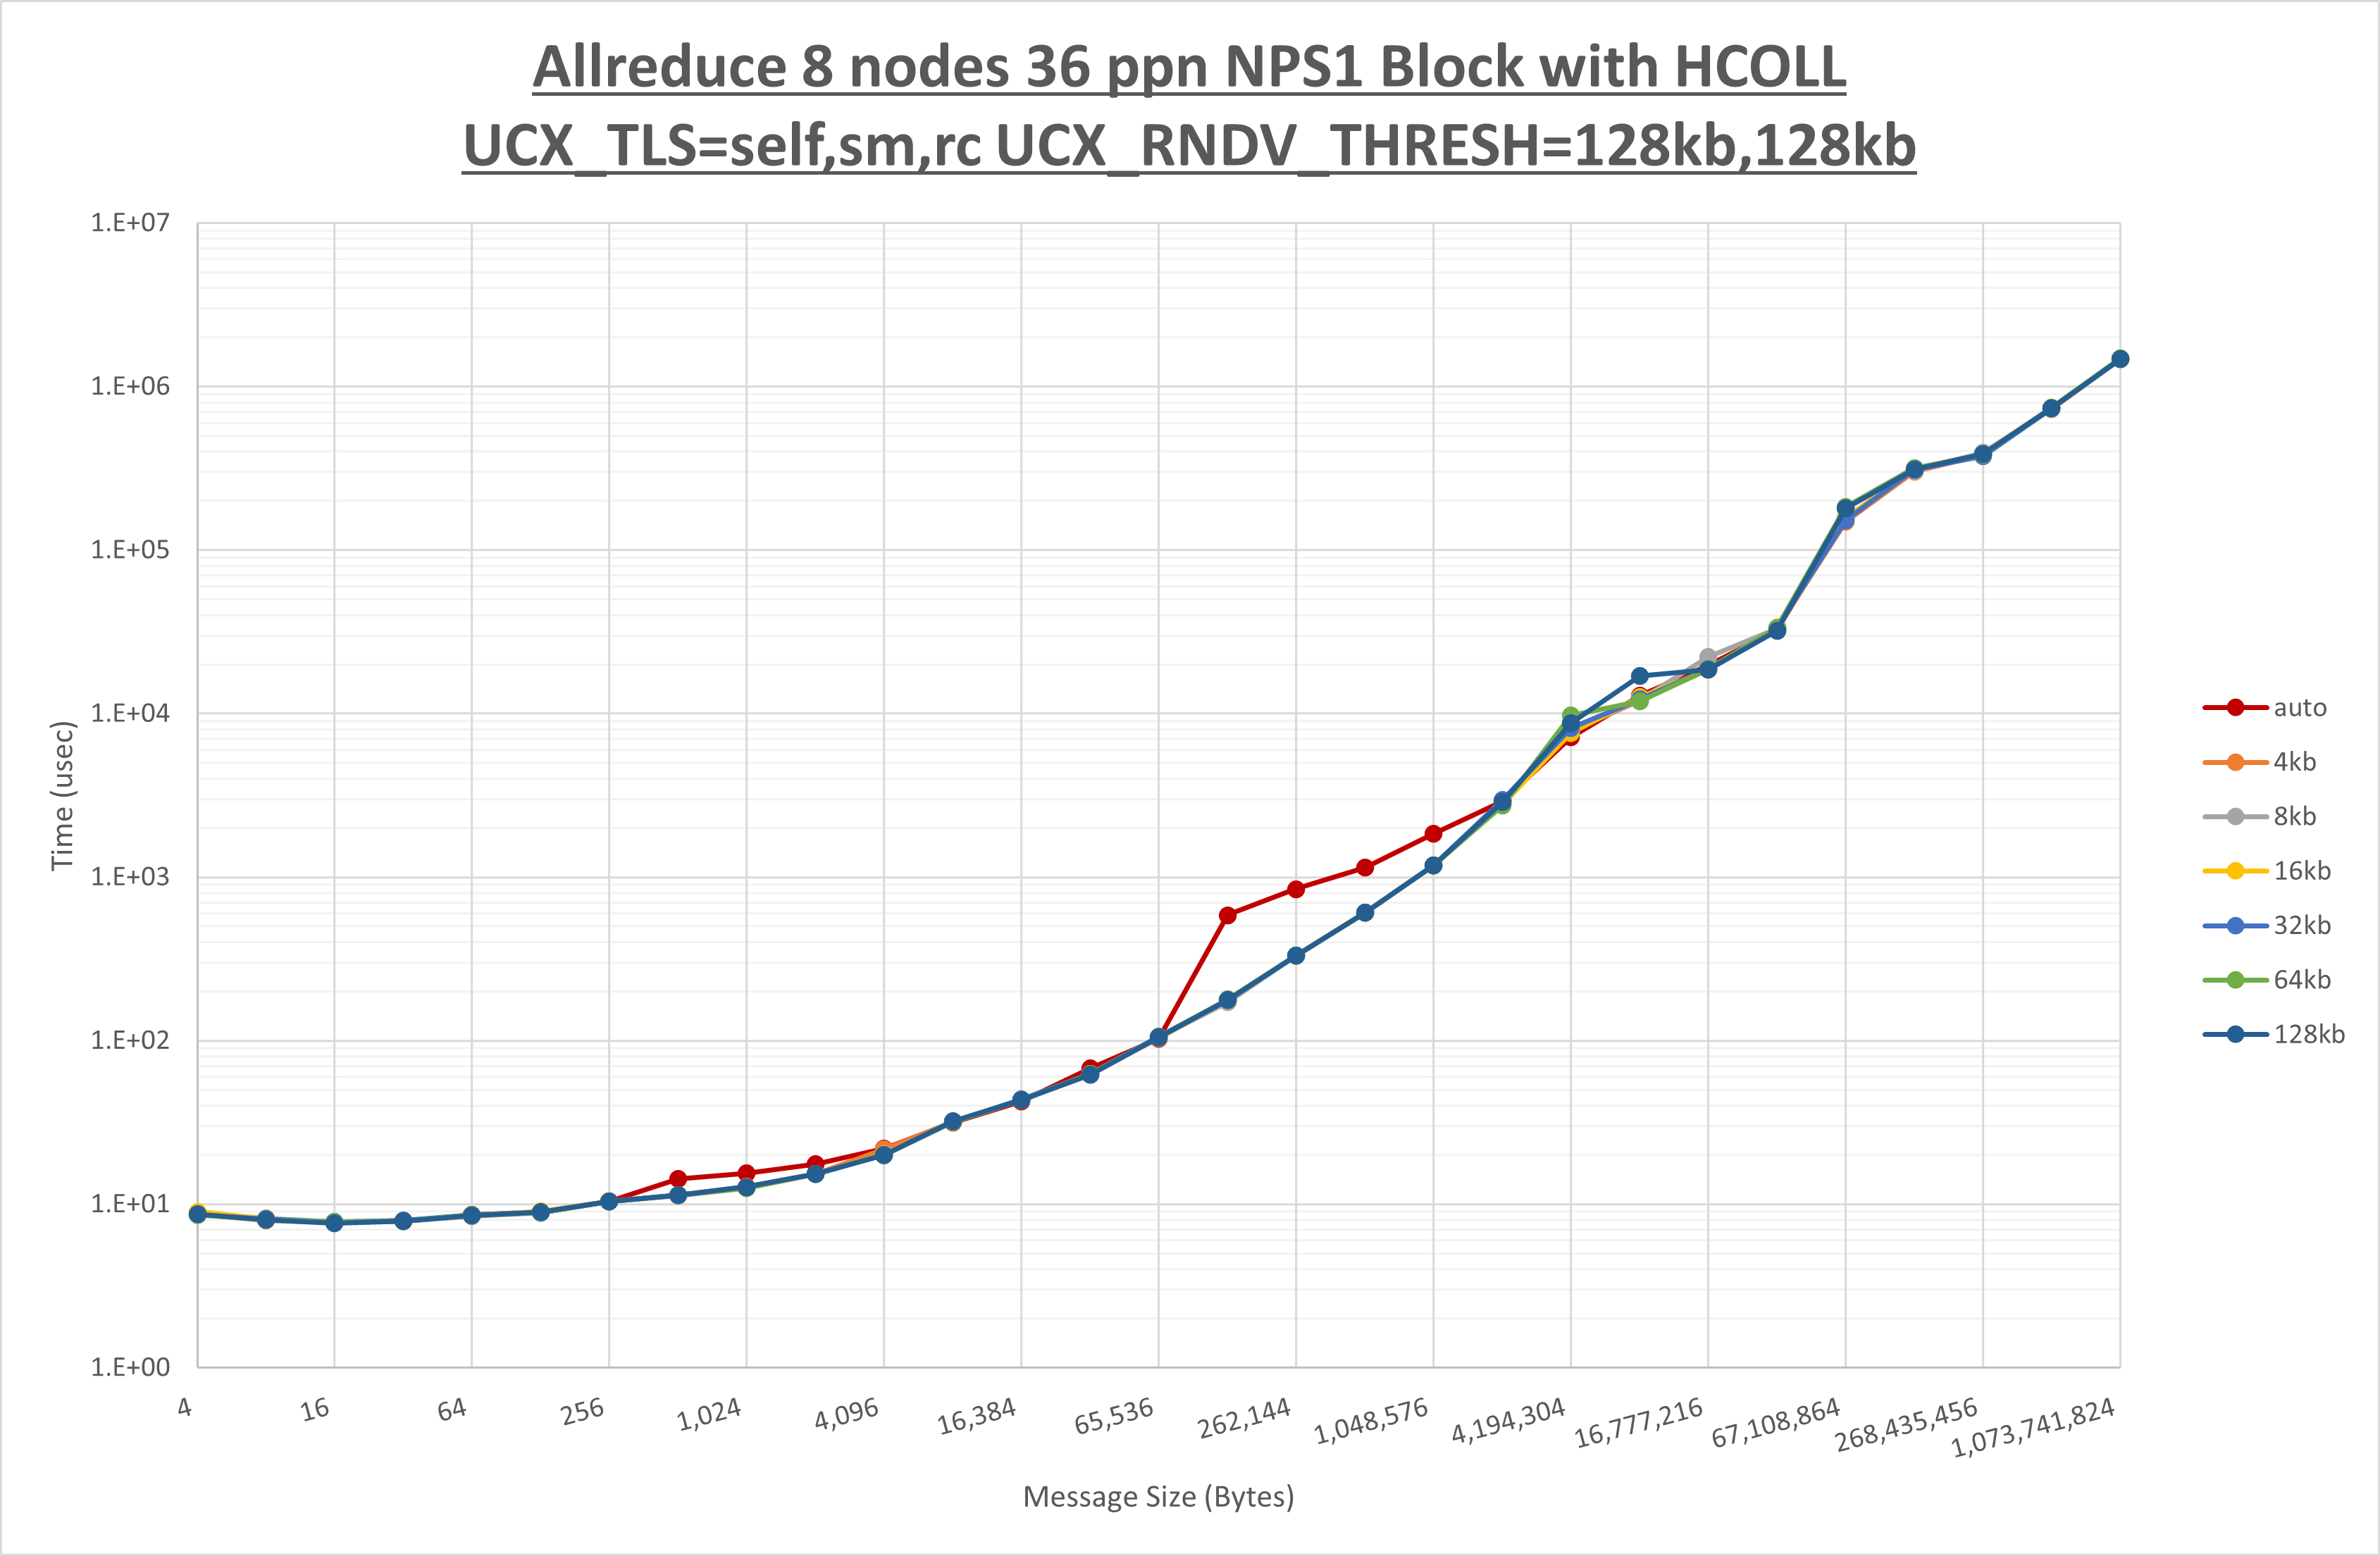 Allreduce 8 nodes 36 ppn NPS1 Block with HCOLL
UCX_TLS=self,sm,rc UCX_RNDV_THRESH=128kb,128kb
1.E+07
1.E+06
1.E+05
1.E+04
1.E+03
1.E+02
1.E+01
1.E+00
Time (usec)
4
16
64
256
1,024
4,096
16,384
65,536
262,144
1,048,576
4,194,304
16,777,216
67,108,864
268,435,456
1,073,741,824
Message Size (Bytes)
auto
4kb
8kb
16kb
32kb
64kb
128kb